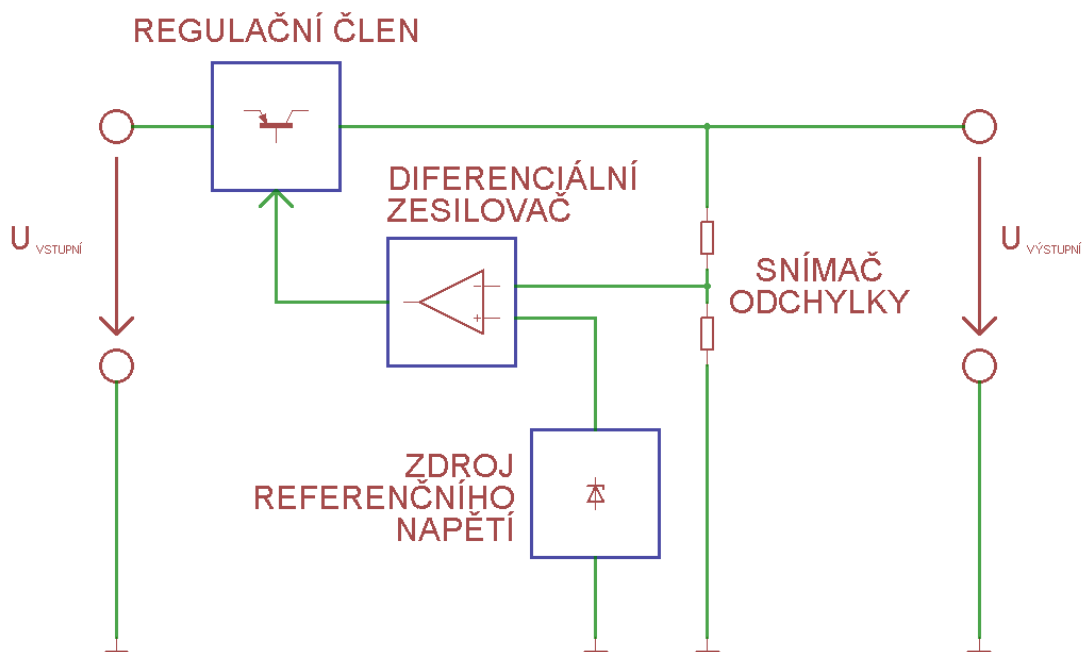 REGULAČNÍ ČLEN
DIFERENCIÁLNÍ
ZESILOVAČ
U VSTUPNÍ
U VÝSTUPNÍ
SNÍMAČ
ODCHYLKY
-
+
ZDROJ
REFERENČNÍHO
NAPĚTÍ